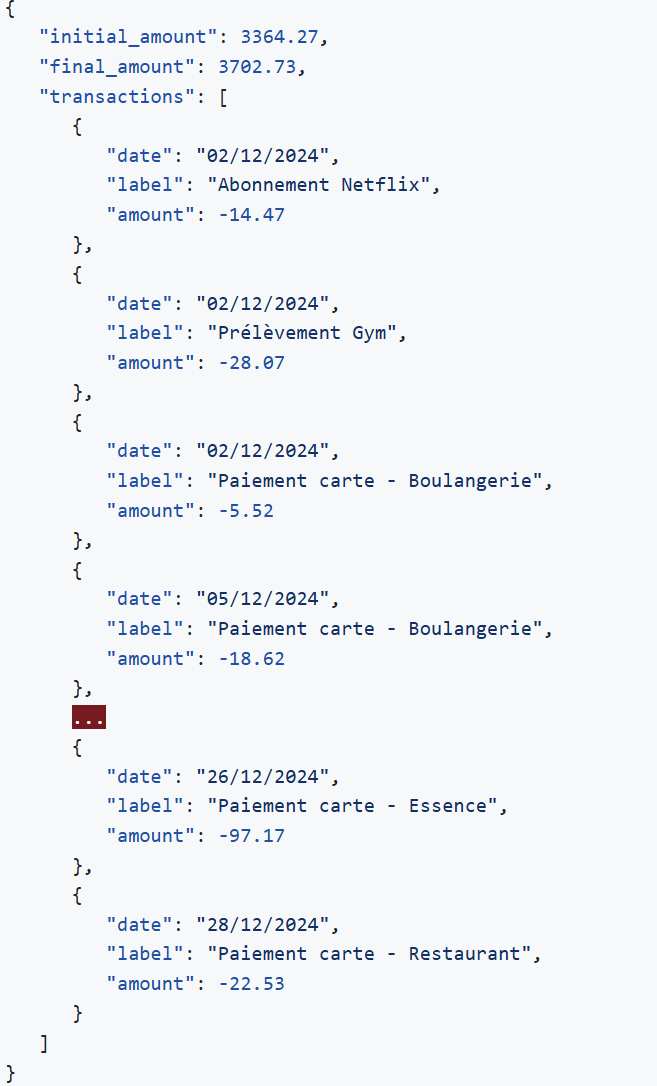 {
"initial_amount": 3364.27,
"final_amount": 3702.73,
"transactions": [
{
"date": "02/12/2024",
"label": "Abonnement Netflix",
"amount": -14.47
},
{
"date": "02/12/2024",
"label": "Prélèvement Gym",
"amount": -28.07
},
{
"date": "02/12/2024",
"label": "Paiement carte - Boulangerie",
"amount": -5.52
},
{
"date": "05/12/2024",
"label": "Paiement carte - Boulangerie",
"amount": -18.62
},
...
{
"date": "26/12/2024",
"label": "Paiement carte - Essence",
"amount": -97.17
},
{
"date": "28/12/2024",
"label": "Paiement carte - Restaurant",
"amount": -22.53
}
]
}